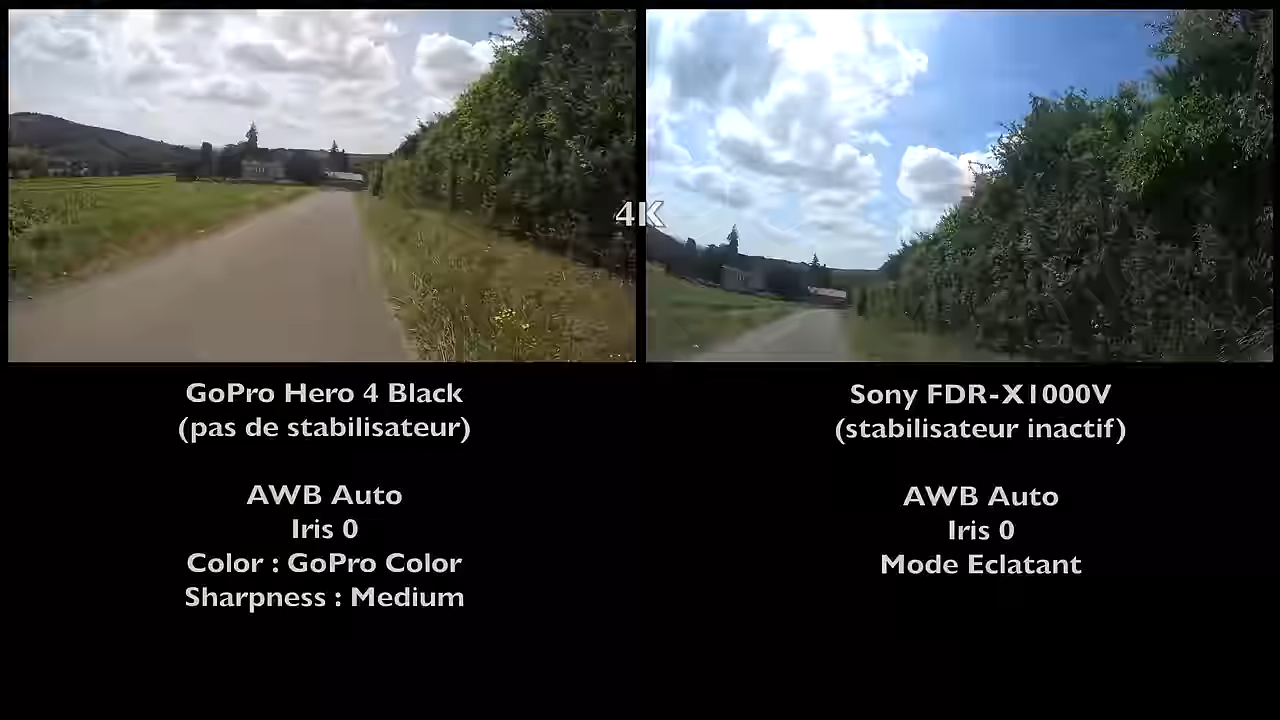 4K
GoPro Hero 4 Black
(pas de stabilisateur)
AWB Auto
Iris 0
Color : GoPro Color
Sharpness : Medium
Sony FDR-X1000V
(stabilisateur inactif)
AWB Auto
Iris 0
Mode Eclatant